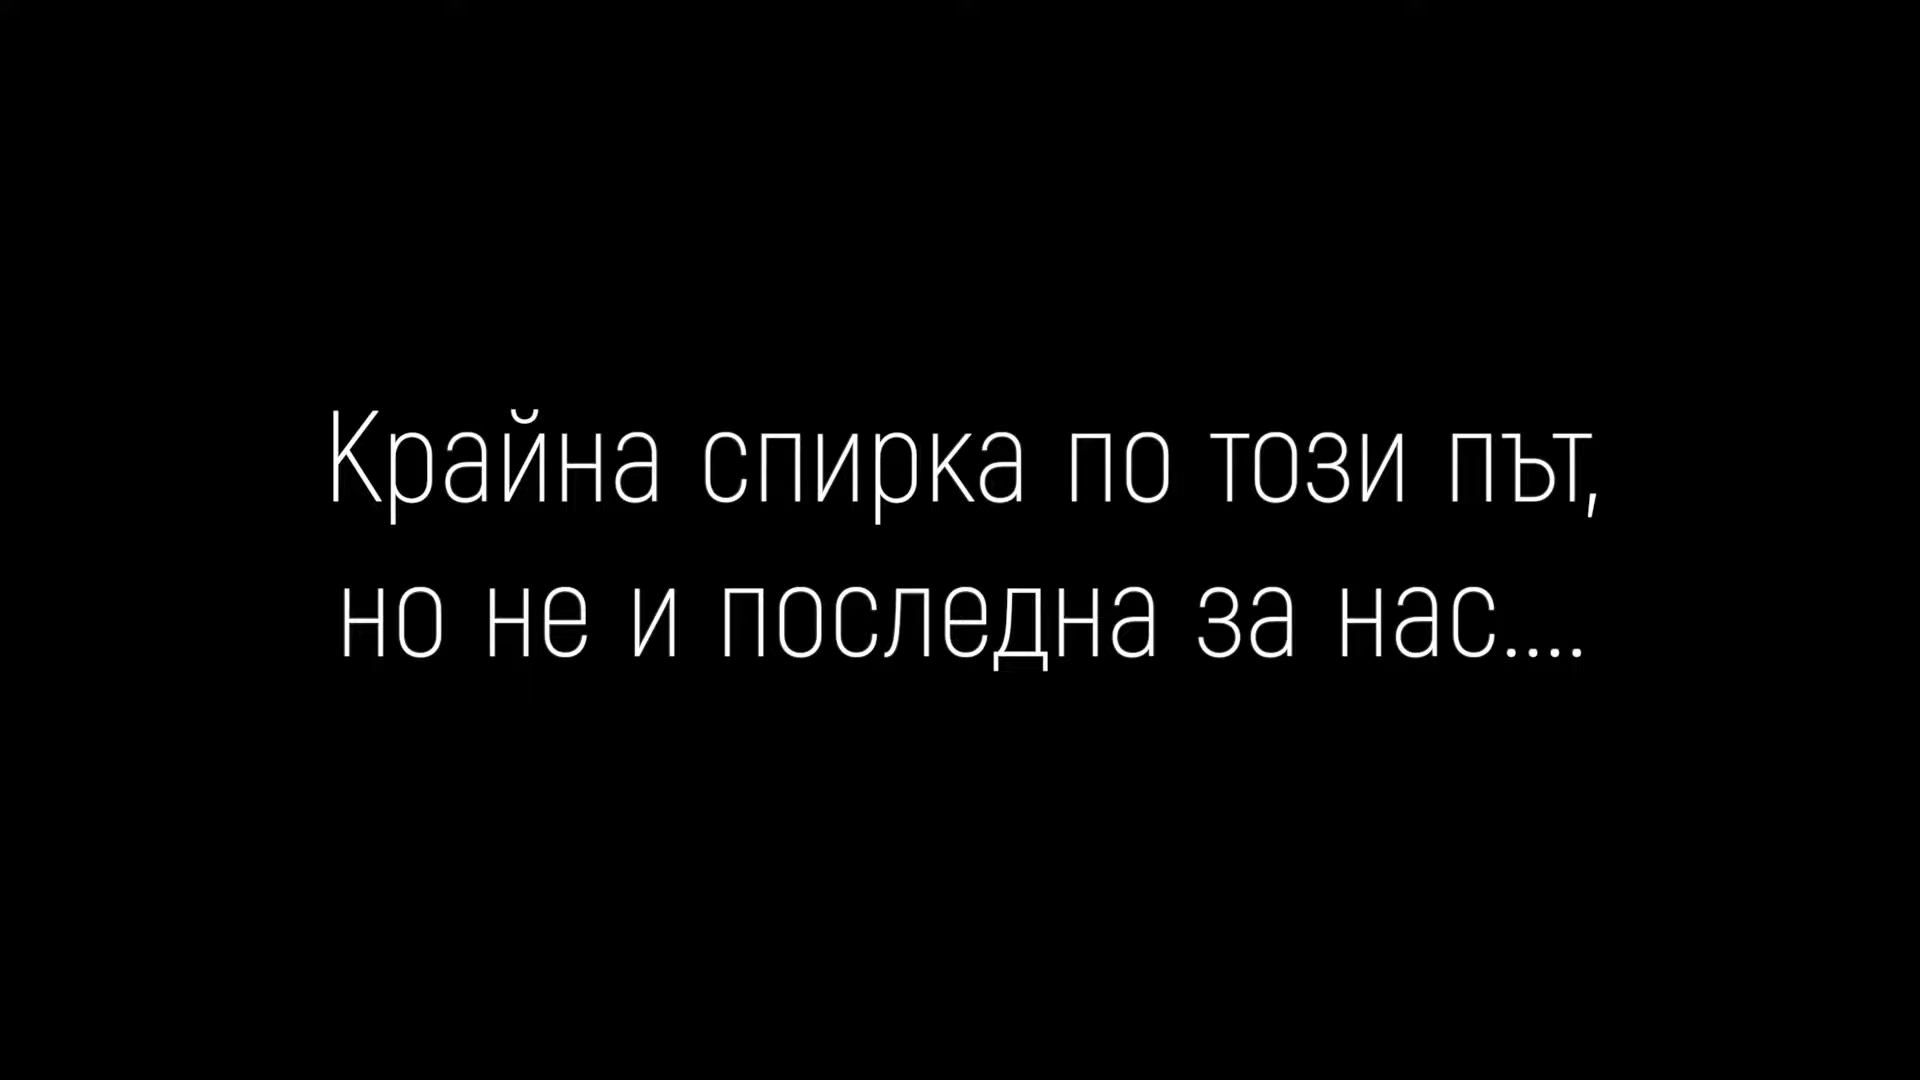 Крайна спирка по този път,
но не и последна за нас....